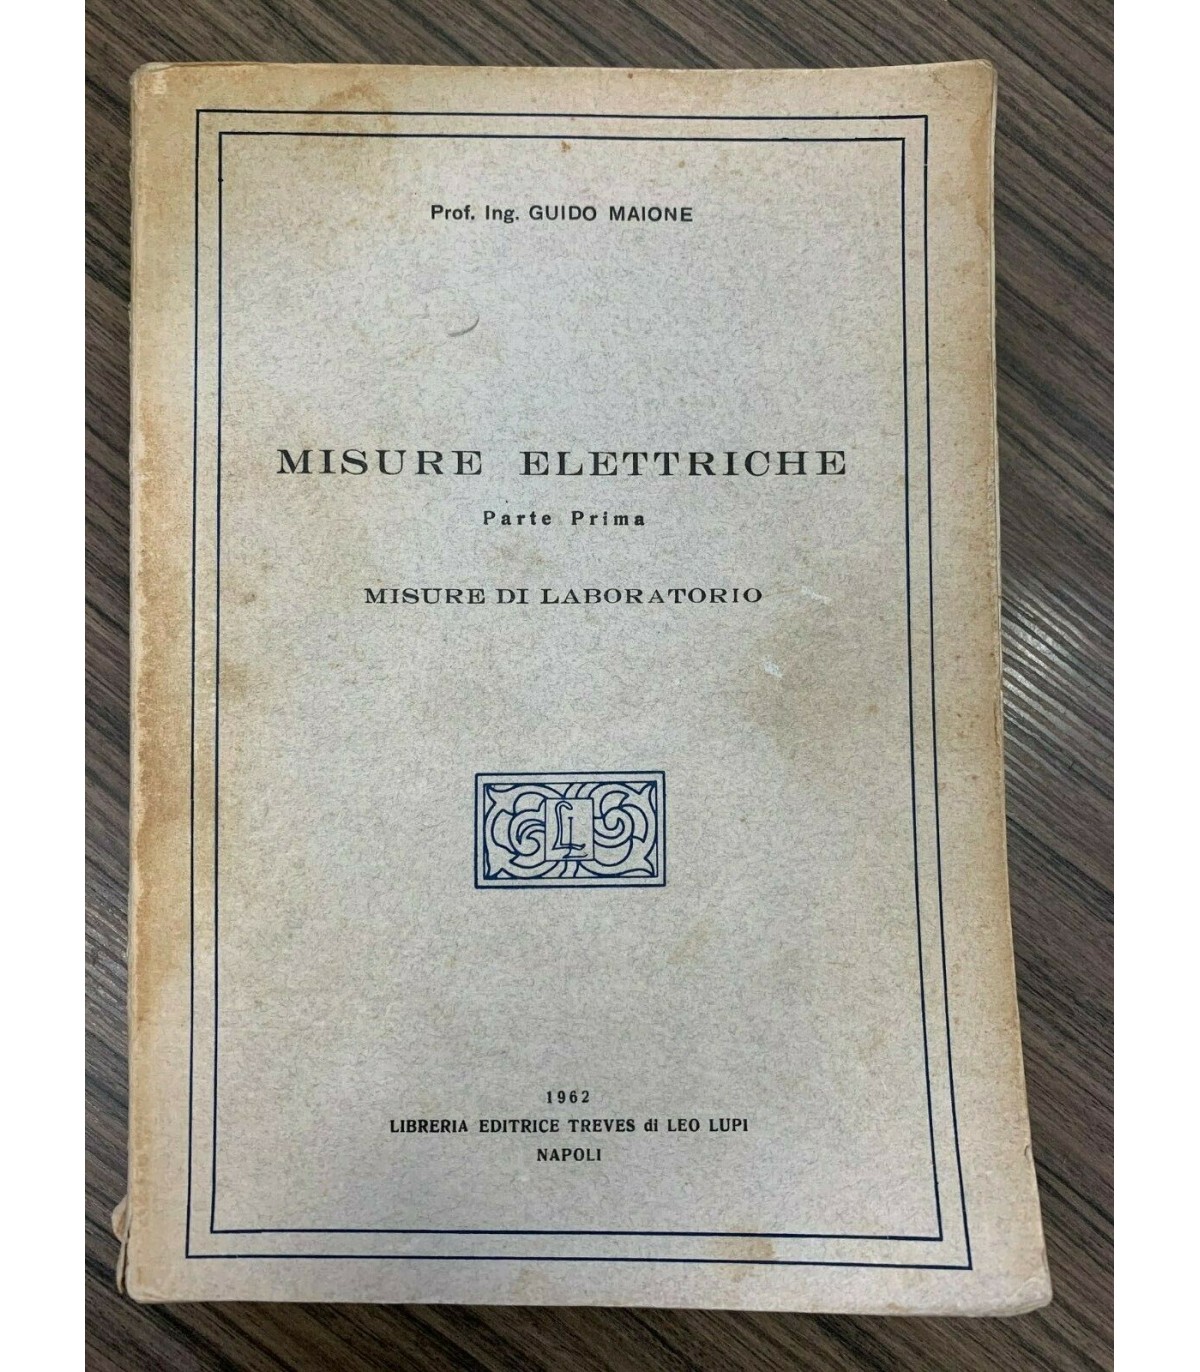 Prof. Ing. GUIDO MAIONE
MISURE ELETTRICHE
Parte Prima
MISURE DI LABORATORIO
LL
1962
LIBRERIA EDITRICE TREVES di LEO LUPI
NAPOLI